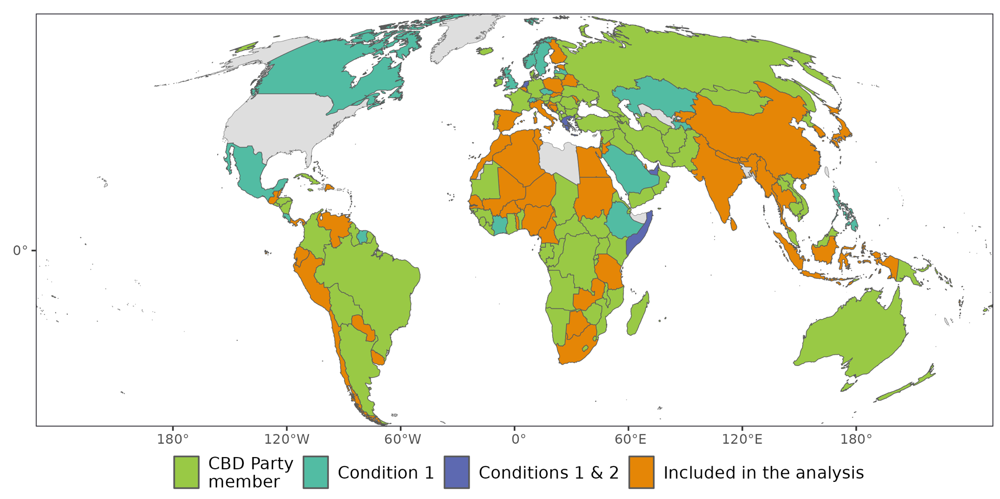 0°
180° 120°W 60°W 0° 60°E 120°E 180°
CBD Party
member
Condition 1
Conditions 1 & 2
Included in the analysis